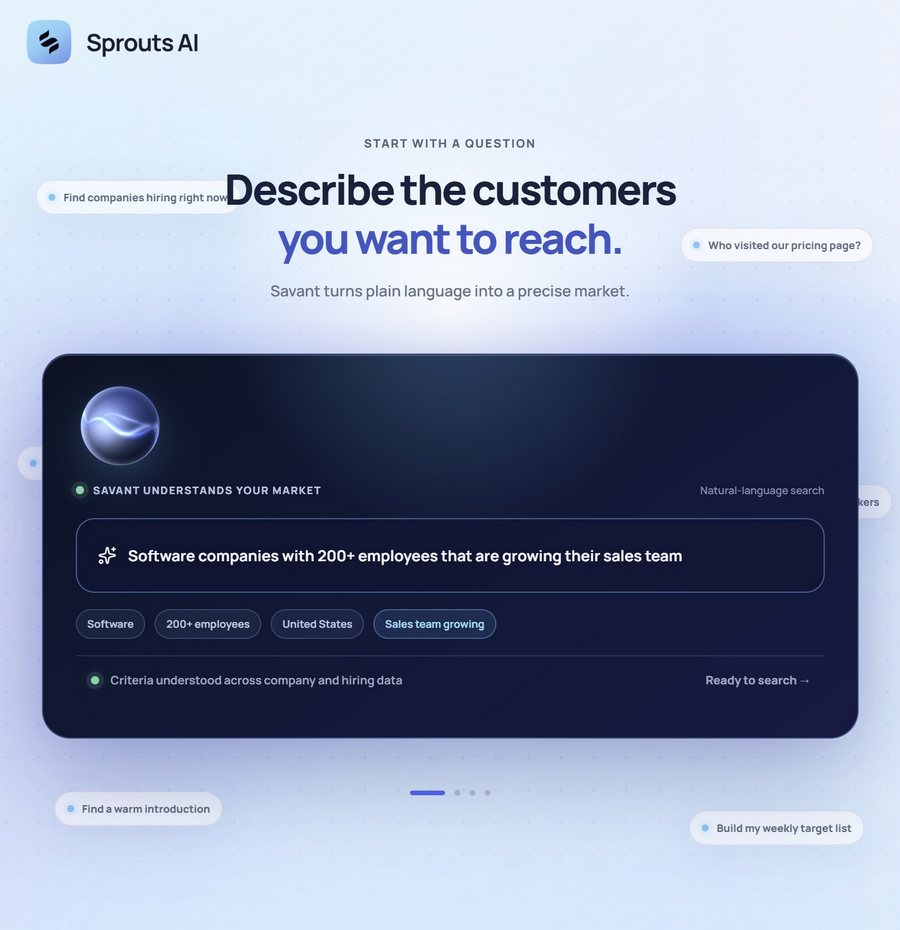 Sprouts AI
START WITH A QUESTION
Find companies hiring right now
Describe the customers
you want to reach.
Who visited our pricing page?
Savant turns plain language into a precise market.
SAVANT UNDERSTANDS YOUR MARKET
Natural-language search
kers
Software companies with 200+ employees that are growing their sales team
Software
200+ employees
United States
Sales team growing
Criteria understood across company and hiring data
Ready to search →
Find a warm introduction
Build my weekly target list